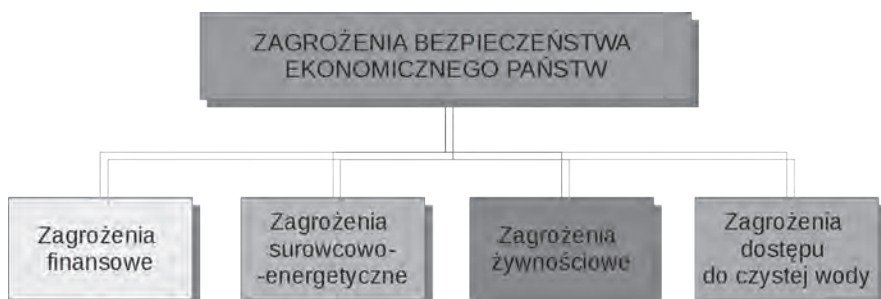 ZAGROŻENIA BEZPIECZEŃSTWA
EKONOMICZNEGO PAŃSTW
Zagrożenia
finansowe
Zagrożenia
surowcowo-
-energetyczne
Zagrożenia
żywnościowe
Zagrożenia
dostępu
do czystej wody